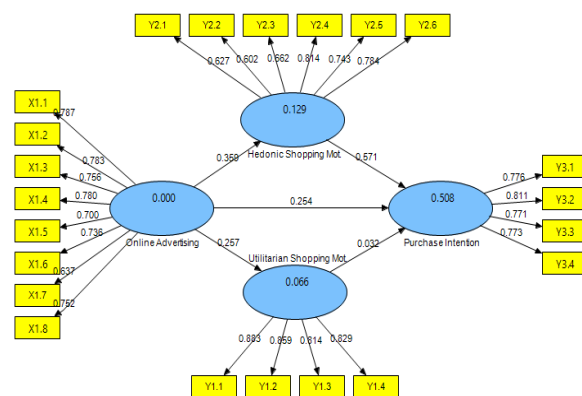 Y2.1 Y2.2 Y2.3 Y2.4 Y2.5 Y2.6
0.627 0.602 0.662 0.814 0.743 0.784
X1.1
0.787
X1.2
0.783
X1.3
0.756
X1.4
0.780
X1.5
0.700
X1.6
0.736
X1.7
0.637
X1.8
0.752
0.129
Hedonic Shopping Mot.
0.359
0.571
0.000
Online Advertising
0.254
0.508
Purchase Intention
0.257
Utilitarian Shopping Mot.
0.032
0.066
0.776
Y3.1
0.811
Y3.2
0.771
Y3.3
0.773
Y3.4
0.883 0.859 0.814 0.829
Y1.1 Y1.2 Y1.3 Y1.4